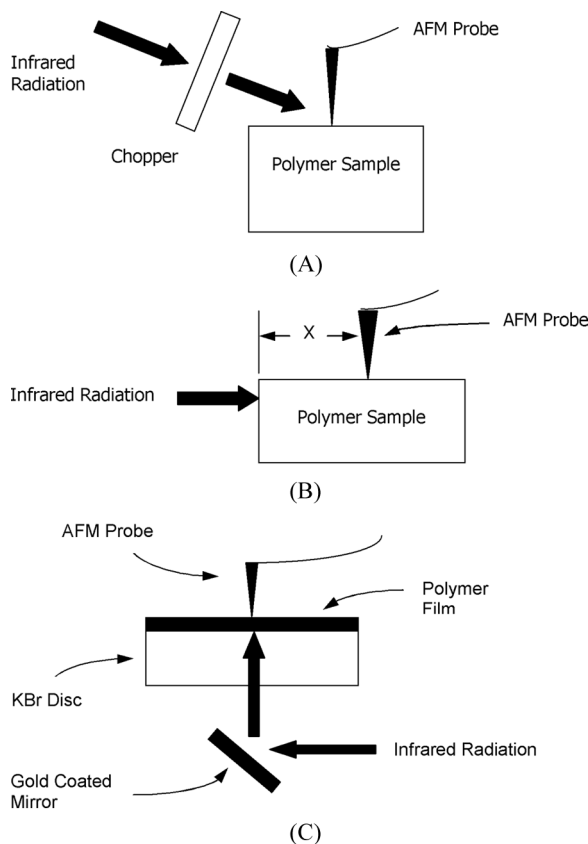 AFM Probe
Infrared
Radiation
Chopper
Polymer Sample
(A)
X
AFM Probe
Infrared Radiation
Polymer Sample
(B)
AFM Probe
Polymer
Film
KBr Disc
Infrared Radiation
Gold Coated
Mirror
(C)